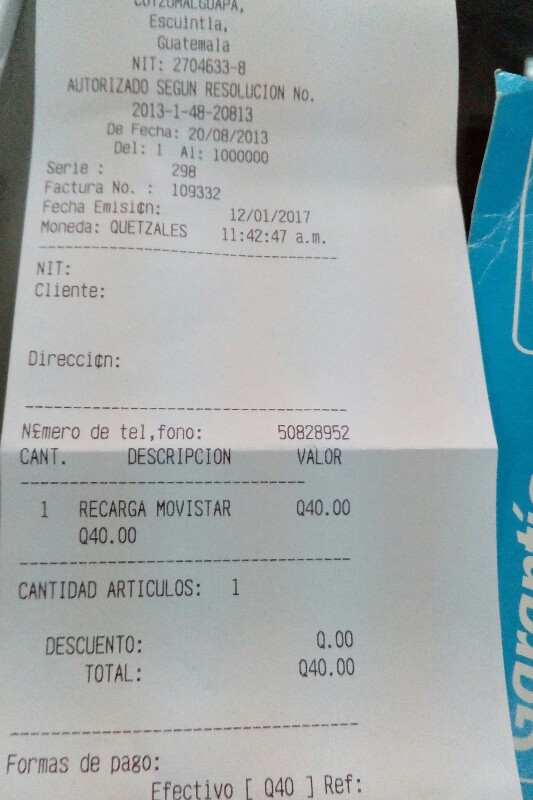 COTZUMALGUAPA,
Escuintla,
Guatemala
NIT: 2704633-8
AUTORIZADO SEGUN RESOLUCION No.
2013-1-48-20813
De Fecha: 20/08/2013
Del: 1 Al: 1000000
Serie : 298
Factura No. : 109332
Fecha Emisi¢n: 12/01/2017
Moneda: QUETZALES 11:42:47 a.m.
NIT:
Cliente:
Direcci¢n:
N£mero de tel,fono: 50828952
CANT. DESCRIPCION VALOR
1 RECARGA MOVISTAR Q40.00
Q40.00
CANTIDAD ARTICULOS: 1
DESCUENTO: Q.00
TOTAL: Q40.00
Formas de pago:
Efectivo [ Q40 ] Ref:
Garantía